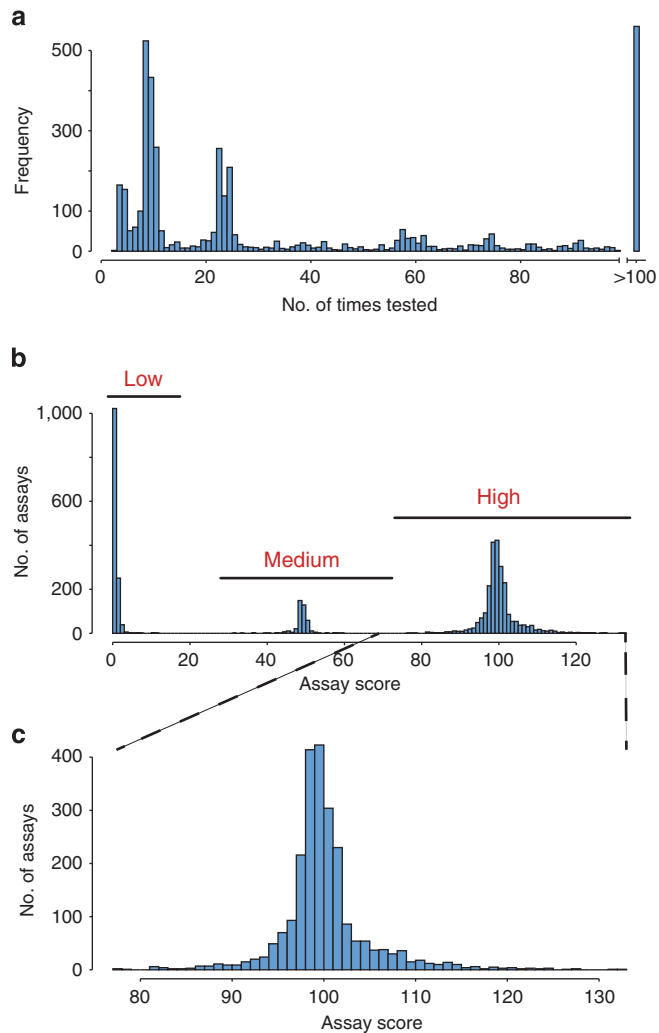 a
500
300
100
0
Frequency
0 20 40 60 80 >100
No. of times tested
b
Low
1,000
600
200
0
No. of assays
Medium
High
0 20 40 60 80 100 120
Assay score
c
400
300
200
100
0
No. of assays
80 90 100 110 120 130
Assay score